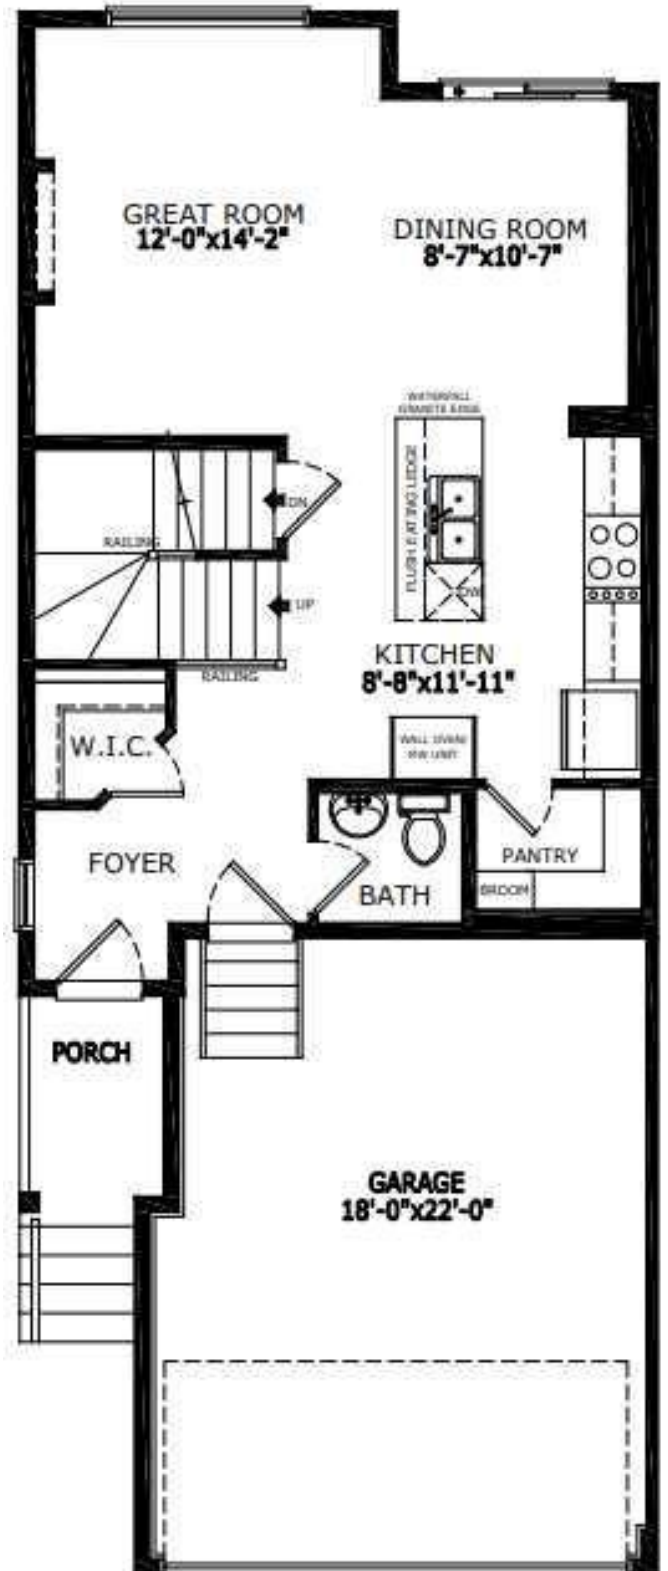 GREAT ROOM
12'-0"x14'-2"
DINING ROOM
8'-7"x10'-7"
WATERFALL
GRANITE EDGE
FLUSH EATING LEDGE
DN
RAILING
DW
UP
RAILING
KITCHEN
8'-8"x11'-11"
W.I.C.
WALL OVEN/
MW UNIT
FOYER
BATH
PANTRY
BROOM
PORCH
GARAGE
18'-0"x22'-0"